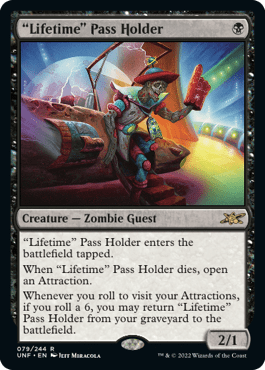 “Lifetime” Pass Holder
Creature — Zombie Guest
“Lifetime” Pass Holder enters the
battlefield tapped.
When “Lifetime” Pass Holder dies, open
an Attraction.
Whenever you roll to visit your Attractions,
if you roll a 6, you may return “Lifetime”
Pass Holder from your graveyard to the
battlefield.
2/1
079/244 R
UNF • EN Jeff Miracola
™ & © 2022 Wizards of the Coast